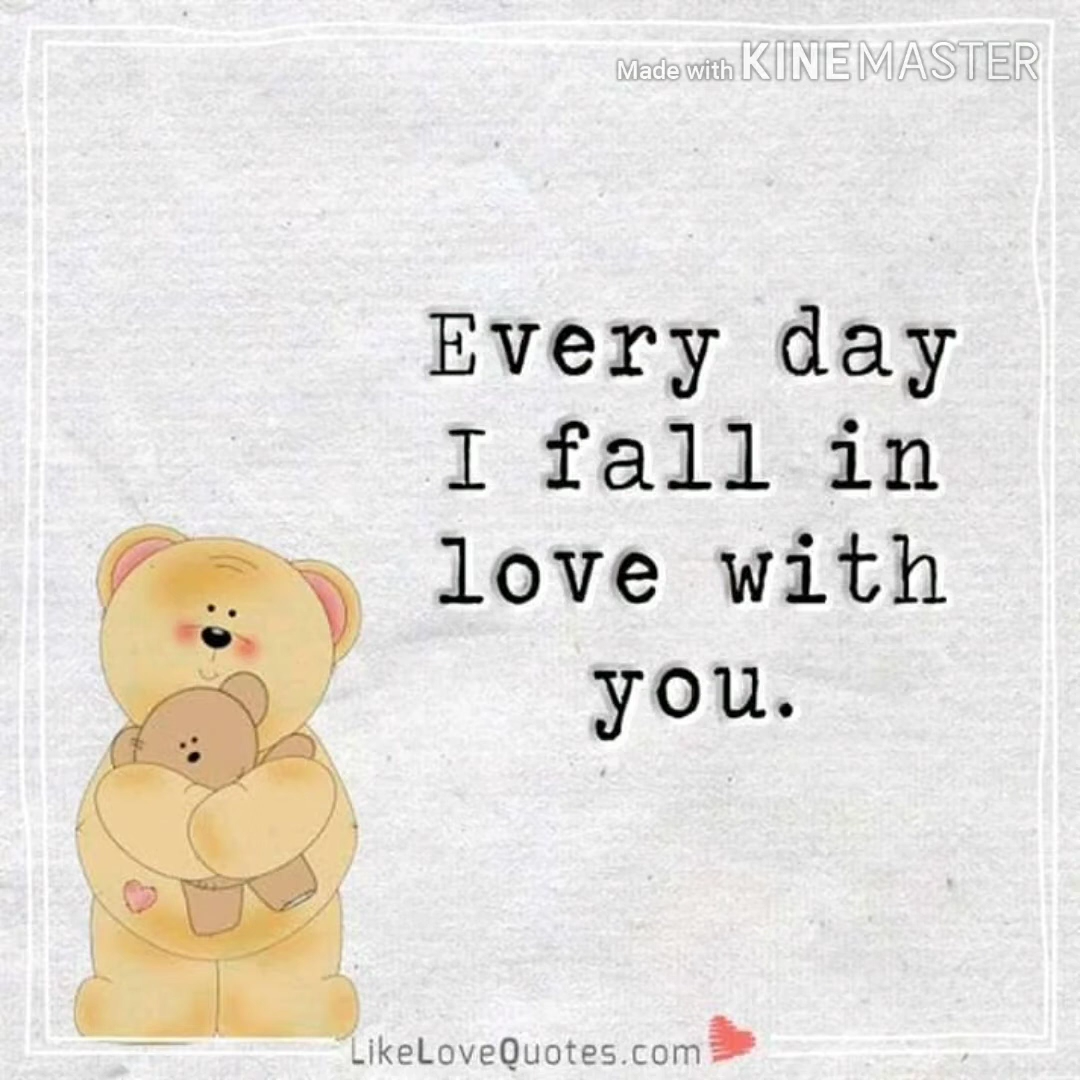 Made with KINEMASTER
Every day
I fall in
love with
you.
LikeLoveQuotes.com